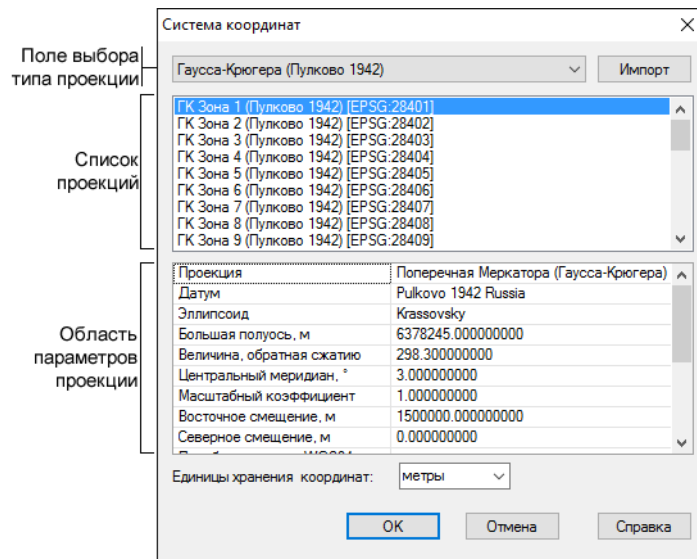 Система координат
Поле выбора
типа проекции
Гаусса-Крюгера (Пулково 1942)
Импорт
Список
проекций
ГК Зона 1 (Пулково 1942) [EPSG:28401]
ГК Зона 2 (Пулково 1942) [EPSG:28402]
ГК Зона 3 (Пулково 1942) [EPSG:28403]
ГК Зона 4 (Пулково 1942) [EPSG:28404]
ГК Зона 5 (Пулково 1942) [EPSG:28405]
ГК Зона 6 (Пулково 1942) [EPSG:28406]
ГК Зона 7 (Пулково 1942) [EPSG:28407]
ГК Зона 8 (Пулково 1942) [EPSG:28408]
ГК Зона 9 (Пулково 1942) [EPSG:28409]
Область
параметров
проекции
Проекция Поперечная Меркатора (Гаусса-Крюгера)
Датум Pulkovo 1942 Russia
Эллипсоид Krassovsky
Большая полуось, м 6378245.000000000
Величина, обратная сжатию 298.300000000
Центральный меридиан, ° 3.000000000
Масштабный коэффициент 1.000000000
Восточное смещение, м 1500000.000000000
Северное смещение, м 0.000000000
Единицы хранения координат: метры
OK Отмена Справка